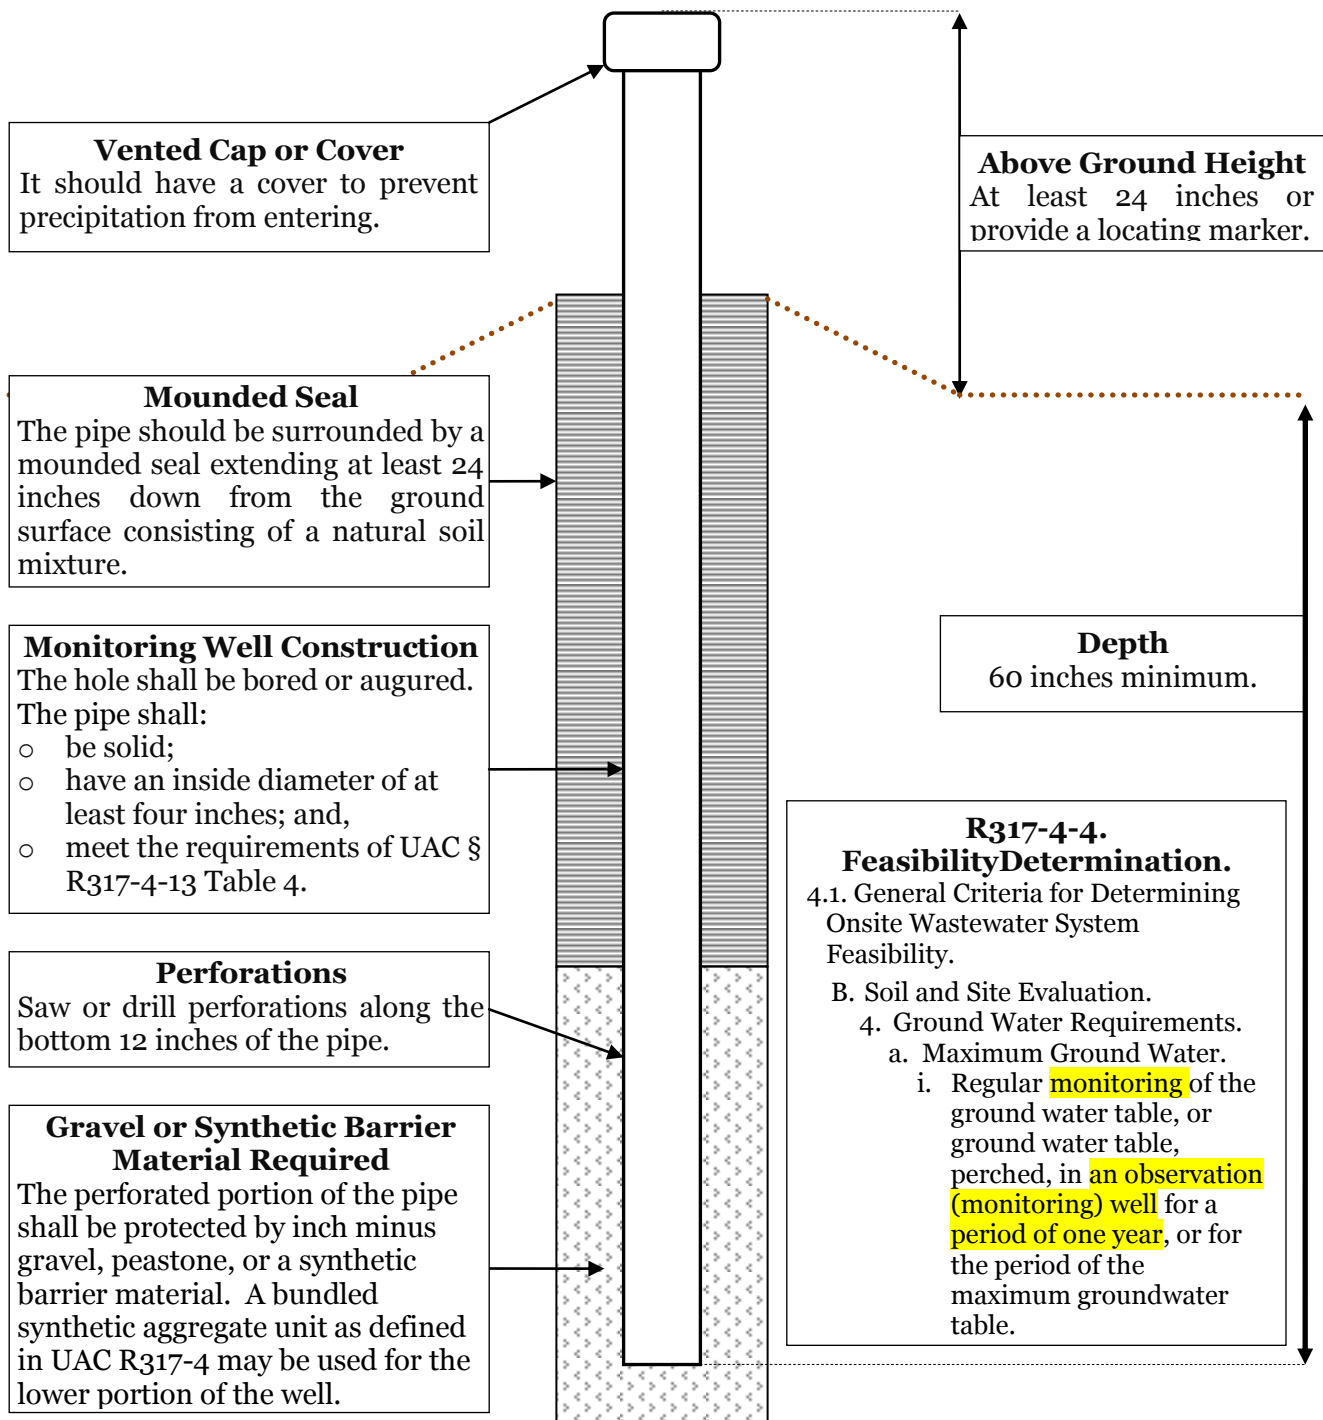 Vented Cap or Cover
It should have a cover to prevent
precipitation from entering.
Above Ground Height
At least 24 inches or
provide a locating marker.
Mounded Seal
The pipe should be surrounded by a
mounded seal extending at least 24
inches down from the ground
surface consisting of a natural soil
mixture.
Monitoring Well Construction
The hole shall be bored or augured.
The pipe shall:
o be solid;
o have an inside diameter of at
least four inches; and,
o meet the requirements of UAC §
R317-4-13 Table 4.
Depth
60 inches minimum.
Perforations
Saw or drill perforations along the
bottom 12 inches of the pipe.
Gravel or Synthetic Barrier
Material Required
The perforated portion of the pipe
shall be protected by inch minus
gravel, peastone, or a synthetic
barrier material. A bundled
synthetic aggregate unit as defined
in UAC R317-4 may be used for the
lower portion of the well.
R317-4-4.
FeasibilityDetermination.
4.1. General Criteria for Determining
Onsite Wastewater System
Feasibility.
B. Soil and Site Evaluation.
4. Ground Water Requirements.
a. Maximum Ground Water.
i. Regular monitoring of the
ground water table, or
ground water table,
perched, in an observation
(monitoring) well for a
period of one year, or for
the period of the
maximum groundwater
table.